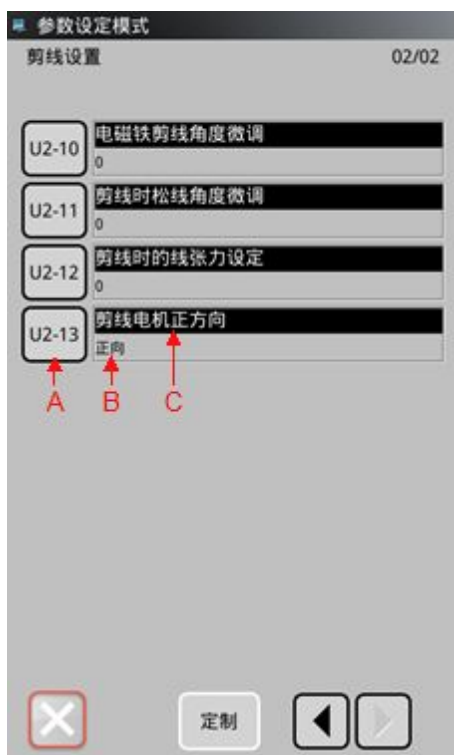 参数设定模式
剪线设置 02/02
U2-10 电磁铁剪线角度微调
0
U2-11 剪线时松线角度微调
0
U2-12 剪线时的线张力设定
0
U2-13 剪线电机正方向
正向
A B C
定制